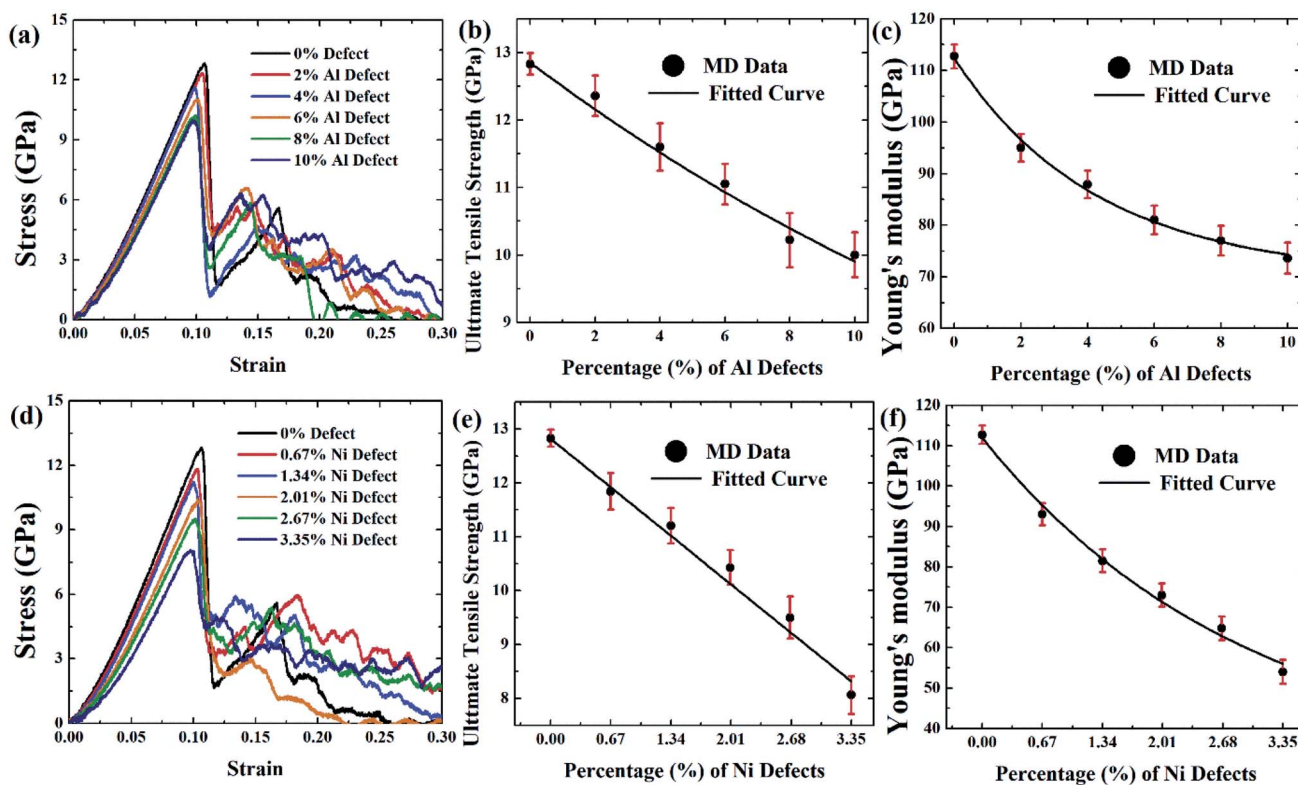 (a)
15
12
9
6
3
0
Stress (GPa)
0% Defect
2% Al Defect
4% Al Defect
6% Al Defect
8% Al Defect
10% Al Defect
0.00 0.05 0.10 0.15 0.20 0.25 0.30
Strain
(b)
13
12
11
10
9
Ulttmate Tensile Strength (GPa)
MD Data
Fitted Curve
0 2 4 6 8 10
Percentage (%) of Al Defects
(c)
120
110
100
90
80
70
60
Young's modulus (GPa)
MD Data
Fitted Curve
0 2 4 6 8 10
Percentage (%) of Al Defects
(d)
15
12
9
6
3
0
Stress (GPa)
0% Defect
0.67% Ni Defect
1.34% Ni Defect
2.01% Ni Defect
2.67% Ni Defect
3.35% Ni Defect
0.00 0.05 0.10 0.15 0.20 0.25 0.30
Strain
(e)
13
12
11
10
9
8
Ulttmate Tensile Strength (GPa)
MD Data
Fitted Curve
0.00 0.67 1.34 2.01 2.68 3.35
Percentage (%) of Ni Defects
(f)
120
110
100
90
80
70
60
50
40
Young's modulus (GPa)
MD Data
Fitted Curve
0.00 0.67 1.34 2.01 2.68 3.35
Percentage (%) of Ni Defects